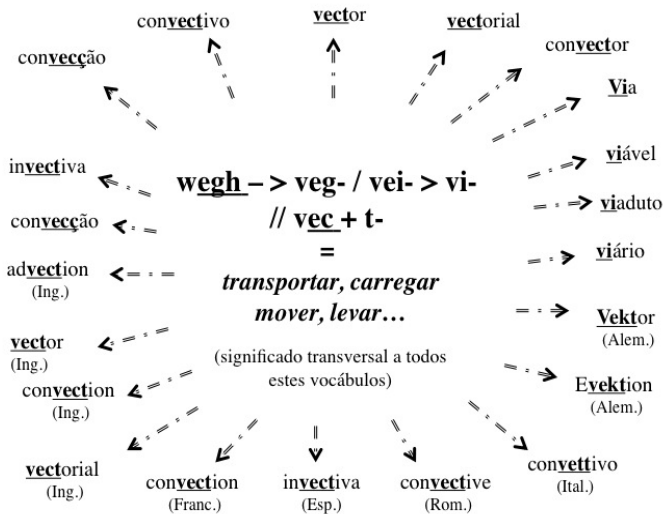 convectivo
vector
vectorial
convector
convecção
Via
viável
invectiva
wegh – > veg- / vei- > vi-
// vec + t-
=
transportar, carregar
mover, levar…
(significado transversal a todos
estes vocábulos)
viaduto
convecção
viário
advection
(Ing.)
Vektor
(Alem.)
vector
(Ing.)
Evektion
(Alem.)
convection
(Ing.)
vectorial
(Ing.)
convection
(Franc.)
invectiva
(Esp.)
convective
(Rom.)
convettivo
(Ital.)